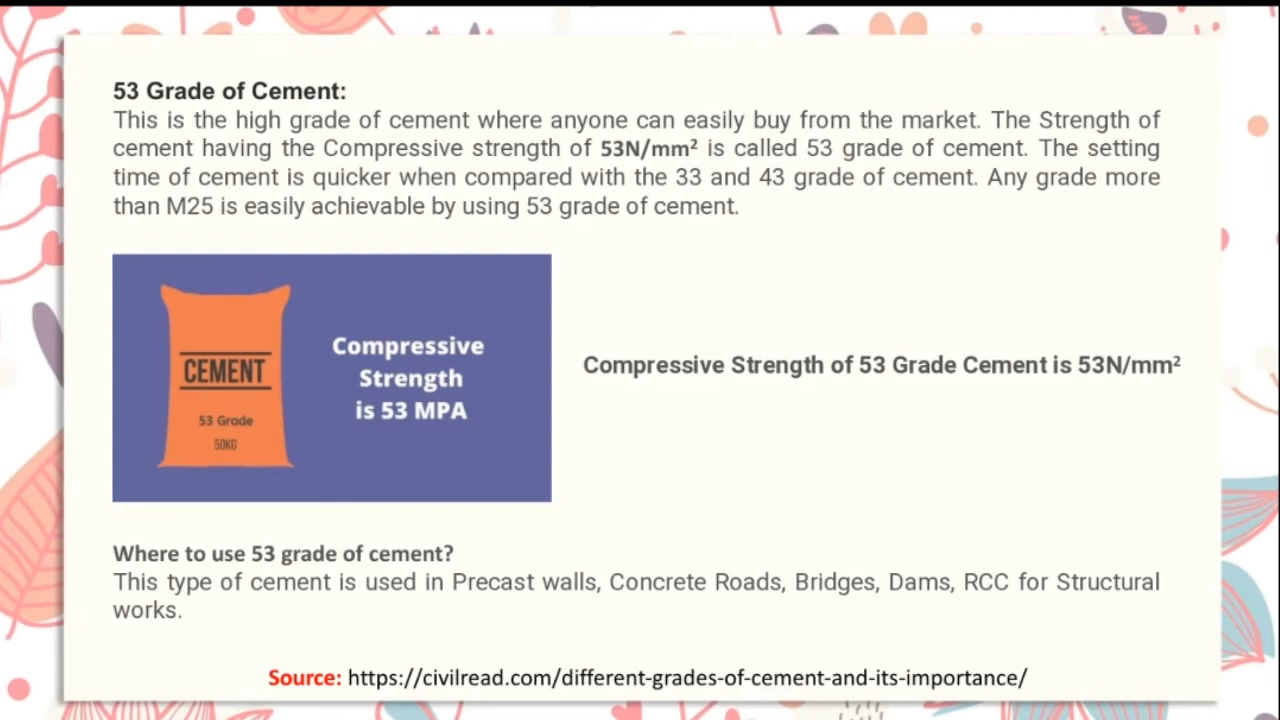 53 Grade of Cement:
This is the high grade of cement where anyone can easily buy from the market. The Strength of
cement having the Compressive strength of 53N/mm² is called 53 grade of cement. The setting
time of cement is quicker when compared with the 33 and 43 grade of cement. Any grade more
than M25 is easily achievable by using 53 grade of cement.
CEMENT
53 Grade
50KG
Compressive
Strength
is 53 MPA
Compressive Strength of 53 Grade Cement is 53N/mm²
Where to use 53 grade of cement?
This type of cement is used in Precast walls, Concrete Roads, Bridges, Dams, RCC for Structural
works.
Source: https://civilread.com/different-grades-of-cement-and-its-importance/